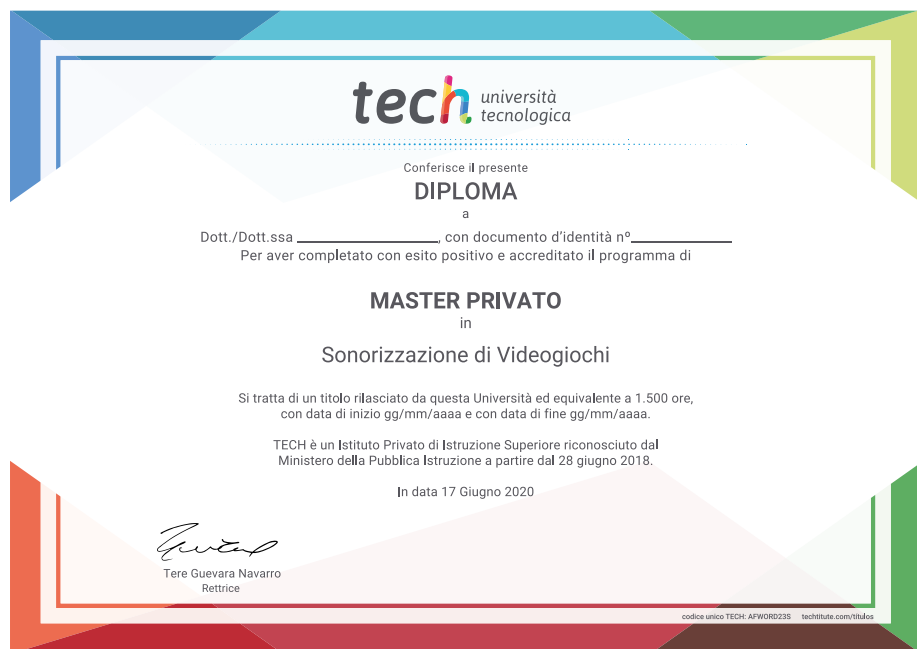 tech università
tecnologica
Conferisce il presente
DIPLOMA
a
Dott./Dott.ssa ____________________, con documento d'identità nº______________
Per aver completato con esito positivo e accreditato il programma di
MASTER PRIVATO
in
Sonorizzazione di Videogiochi
Si tratta di un titolo rilasciato da questa Università ed equivalente a 1.500 ore,
con data di inizio gg/mm/aaaa e con data di fine gg/mm/aaaa.
TECH è un Istituto Privato di Istruzione Superiore riconosciuto dal
Ministero della Pubblica Istruzione a partire dal 28 giugno 2018.
In data 17 Giugno 2020
Tere Guevara Navarro
Rettrice
codice unico TECH: AFWORD23S techtitute.com/titulos